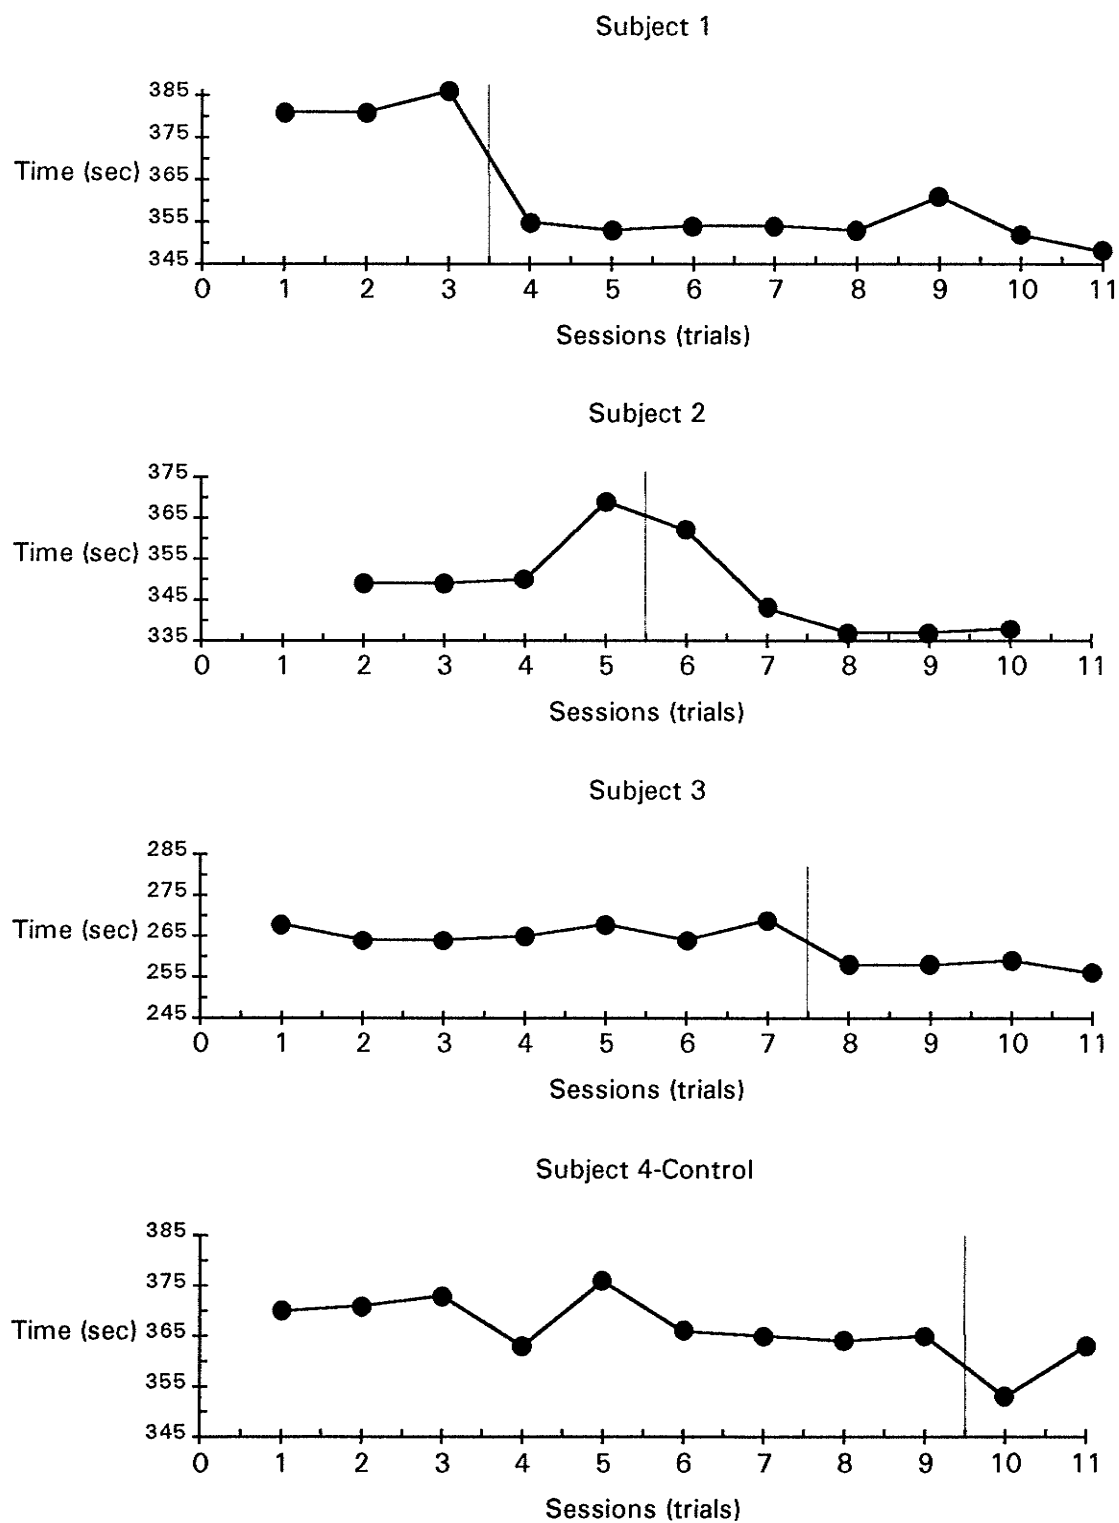 Subject 1
385
375
Time (sec) 365
355
345
0 1 2 3 4 5 6 7 8 9 10 11
Sessions (trials)
Subject 2
375
365
Time (sec) 355
345
335
0 1 2 3 4 5 6 7 8 9 10 11
Sessions (trials)
Subject 3
285
275
Time (sec) 265
255
245
0 1 2 3 4 5 6 7 8 9 10 11
Sessions (trials)
Subject 4-Control
385
375
Time (sec) 365
355
345
0 1 2 3 4 5 6 7 8 9 10 11
Sessions (trials)